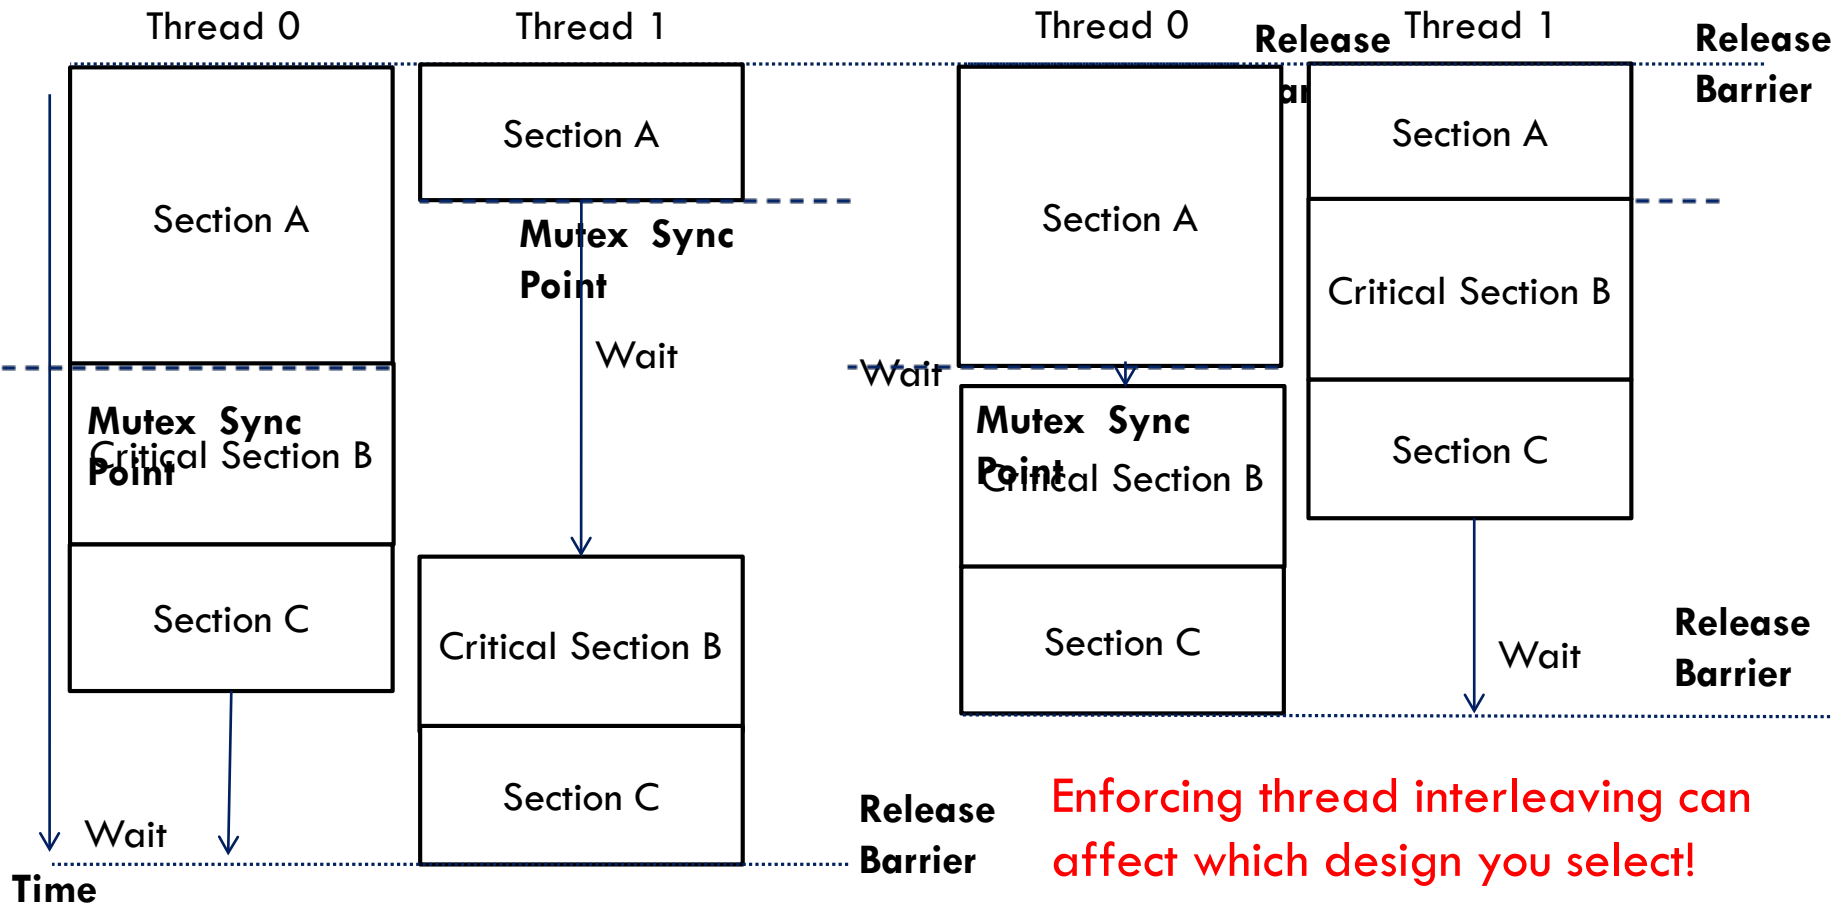 Thread 0
Thread 1
Section A
Section A
Mutex Sync
Point
Wait
Mutex Sync
Point
Critical Section B
Section C
Critical Section B
Section C
Wait
Time
Release
Barrier
Thread 0
Thread 1
Release
Release
Barrier
Section A
Section A
Critical Section B
Wait
Mutex Sync
Point
Critical Section B
Section C
Section C
Wait
Release
Barrier
Enforcing thread interleaving can
affect which design you select!